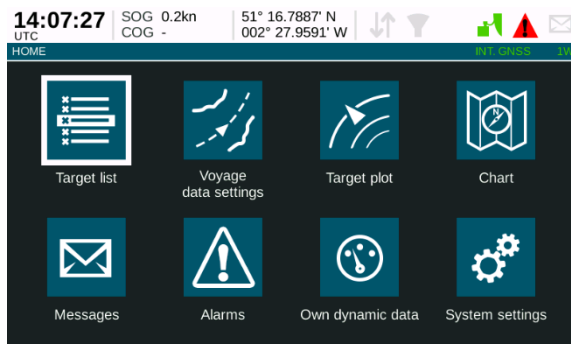 14:07:27
UTC
SOG 0.2kn
COG -
51° 16.7887' N
002° 27.9591' W
HOME
INT. GNSS 1W
Target list
Voyage
data settings
Target plot
Chart
N
Messages
Alarms
Own dynamic data
System settings